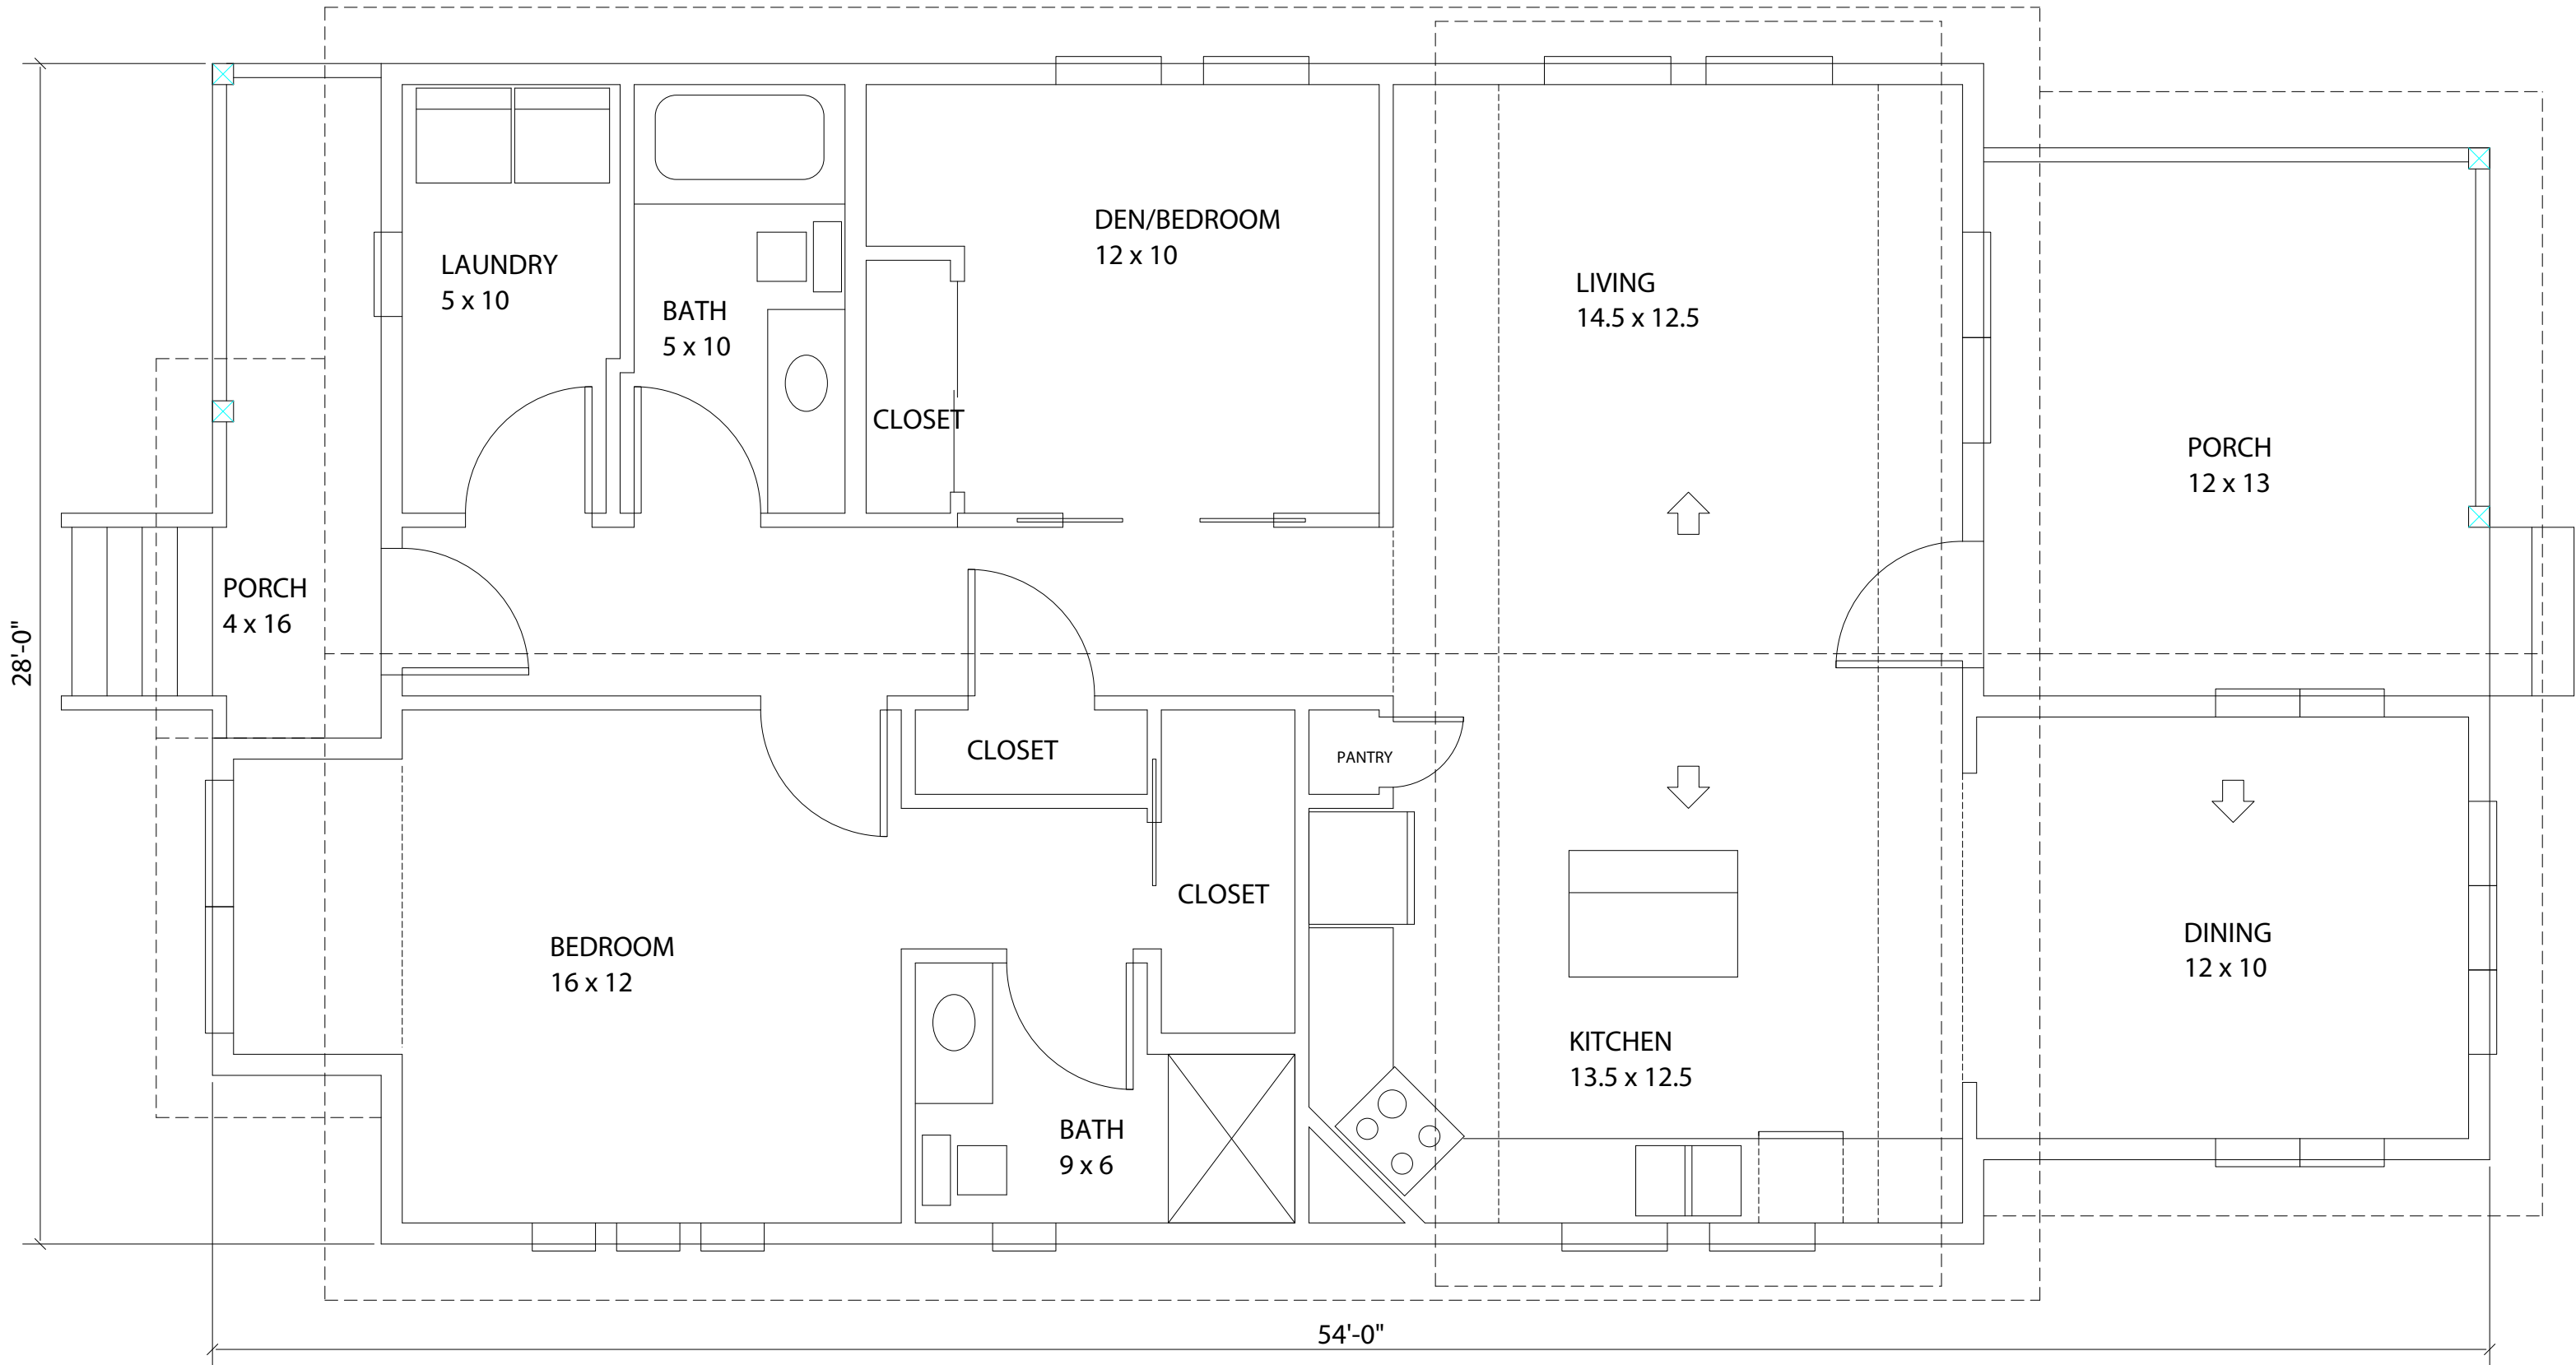 LAUNDRY
5 x 10
BATH
5 x 10
DEN/BEDROOM
12 x 10
CLOSET
LIVING
14.5 x 12.5
PORCH
12 x 13
PORCH
4 x 16
28'-0"
CLOSET
PANTRY
CLOSET
BEDROOM
16 x 12
BATH
9 x 6
KITCHEN
13.5 x 12.5
DINING
12 x 10
54'-0"